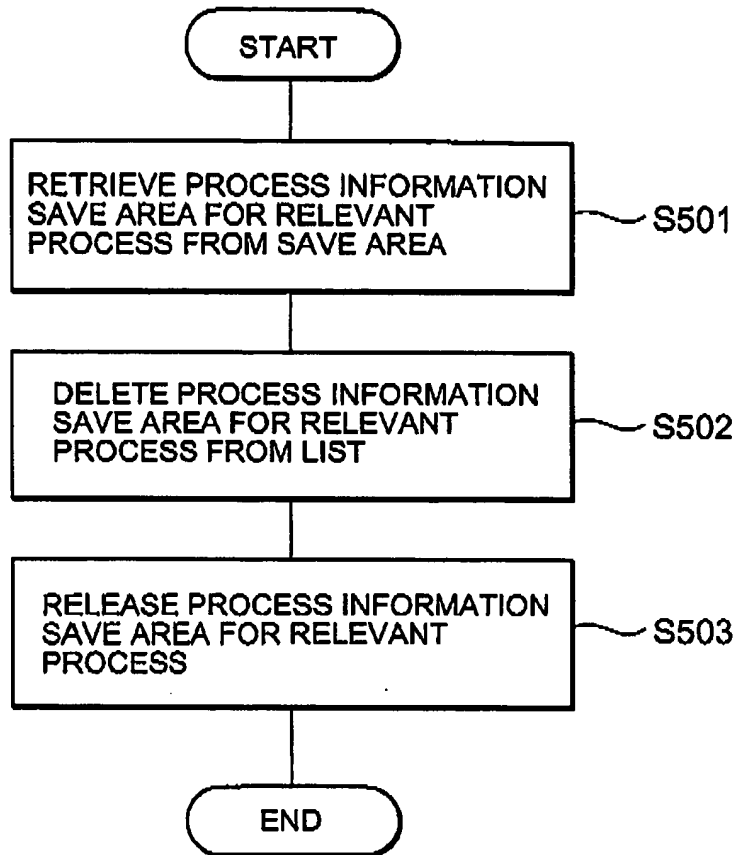 START
RETRIEVE PROCESS INFORMATION
SAVE AREA FOR RELEVANT
PROCESS FROM SAVE AREA
S501
DELETE PROCESS INFORMATION
SAVE AREA FOR RELEVANT
PROCESS FROM LIST
S502
RELEASE PROCESS INFORMATION
SAVE AREA FOR RELEVANT
PROCESS
S503
END